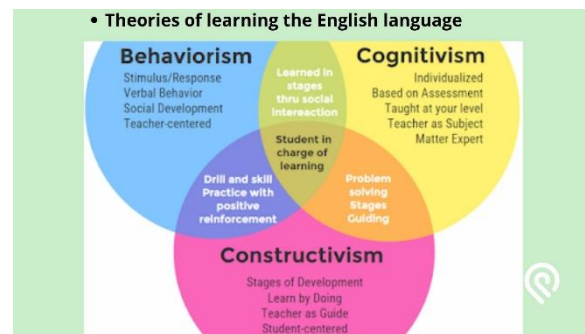 • Theories of learning the English language
Behaviorism
Stimulus/Response
Verbal Behavior
Social Development
Teacher-centered
Learned in
stages
thru social
intereaction
Cognitivism
Individualized
Based on Assessment
Taught at your level
Teacher as Subject
Matter Expert
Student in
charge of
learning
Drill and skill
Practice with
positive
reinforcement
Problem
solving
Stages
Guiding
Constructivism
Stages of Development
Learn by Doing
Teacher as Guide
Student-centered